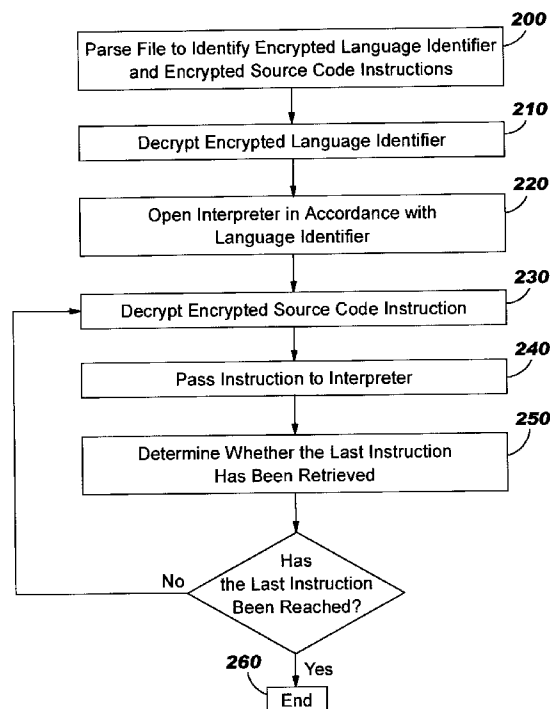 200
Parse File to Identify Encrypted Language Identifier
and Encrypted Source Code Instructions
210
Decrypt Encrypted Language Identifier
220
Open Interpreter in Accordance with
Language Identifier
230
Decrypt Encrypted Source Code Instruction
240
Pass Instruction to Interpreter
250
Determine Whether the Last Instruction
Has Been Retrieved
No
Has
the Last Instruction
Been Reached?
260
Yes
End